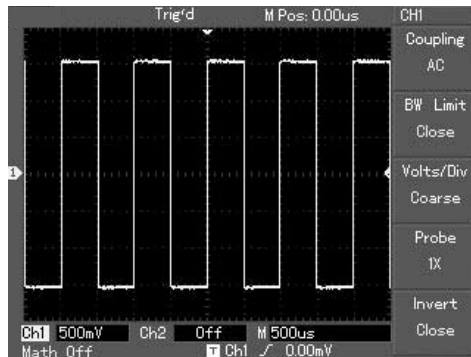 Trig'd M Pos: 0.00us CH1
Coupling
AC
BW Limit
Close
1
Volts/Div
Coarse
Probe
1X
Invert
Close
Ch1 500mV Ch2 Off M 500us
Math Off T Ch1 0.00mV